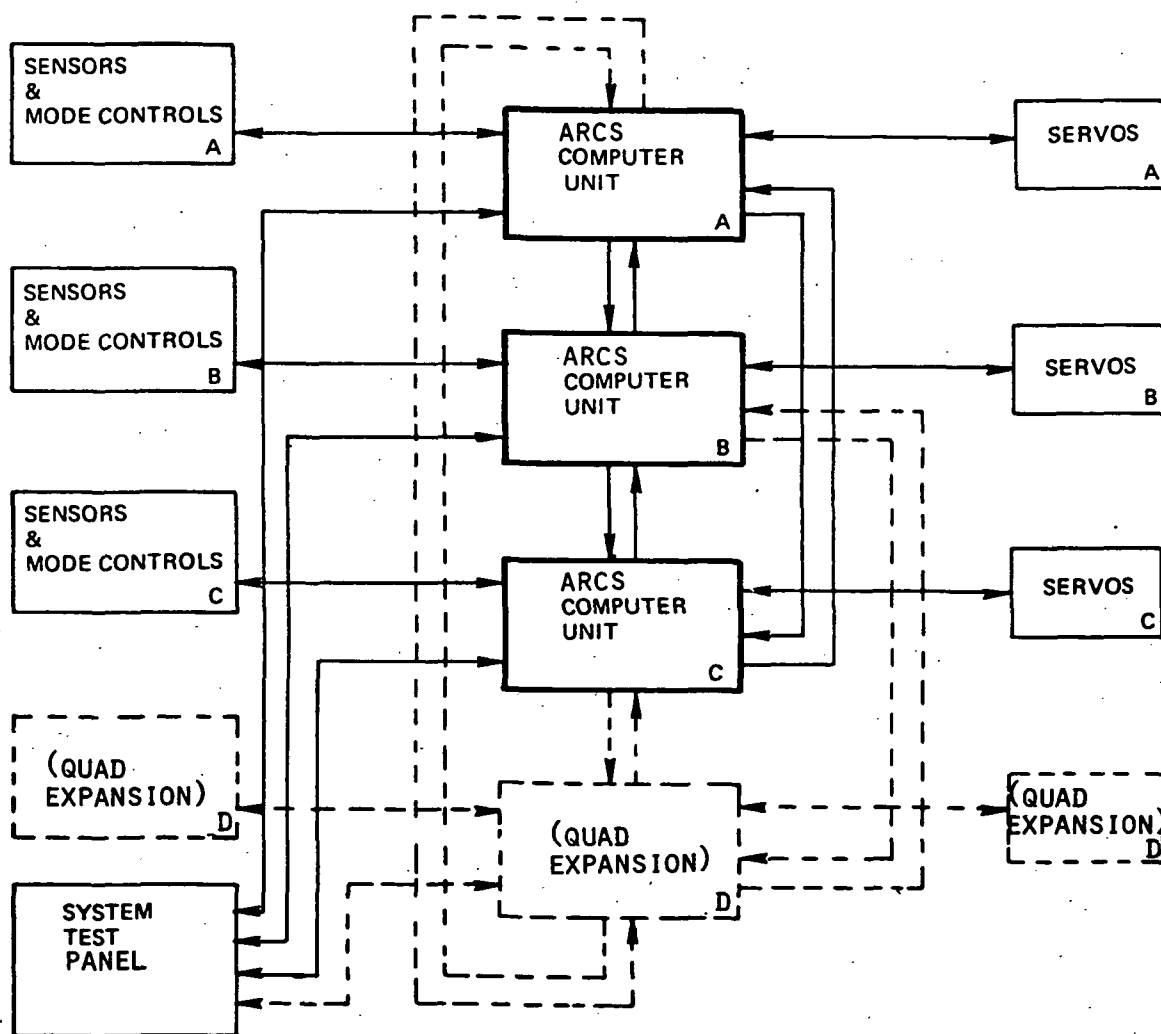 SENSORS
&
MODE CONTROLS
A
ARCS
COMPUTER
UNIT
A
SERVOS
A
SENSORS
&
MODE CONTROLS
B
ARCS
COMPUTER
UNIT
B
SERVOS
B
SENSORS
&
MODE CONTROLS
C
ARCS
COMPUTER
UNIT
C
SERVOS
C
(QUAD
EXPANSION)
D
(QUAD
EXPANSION)
D
(QUAD
EXPANSION)
D
SYSTEM
TEST
PANEL